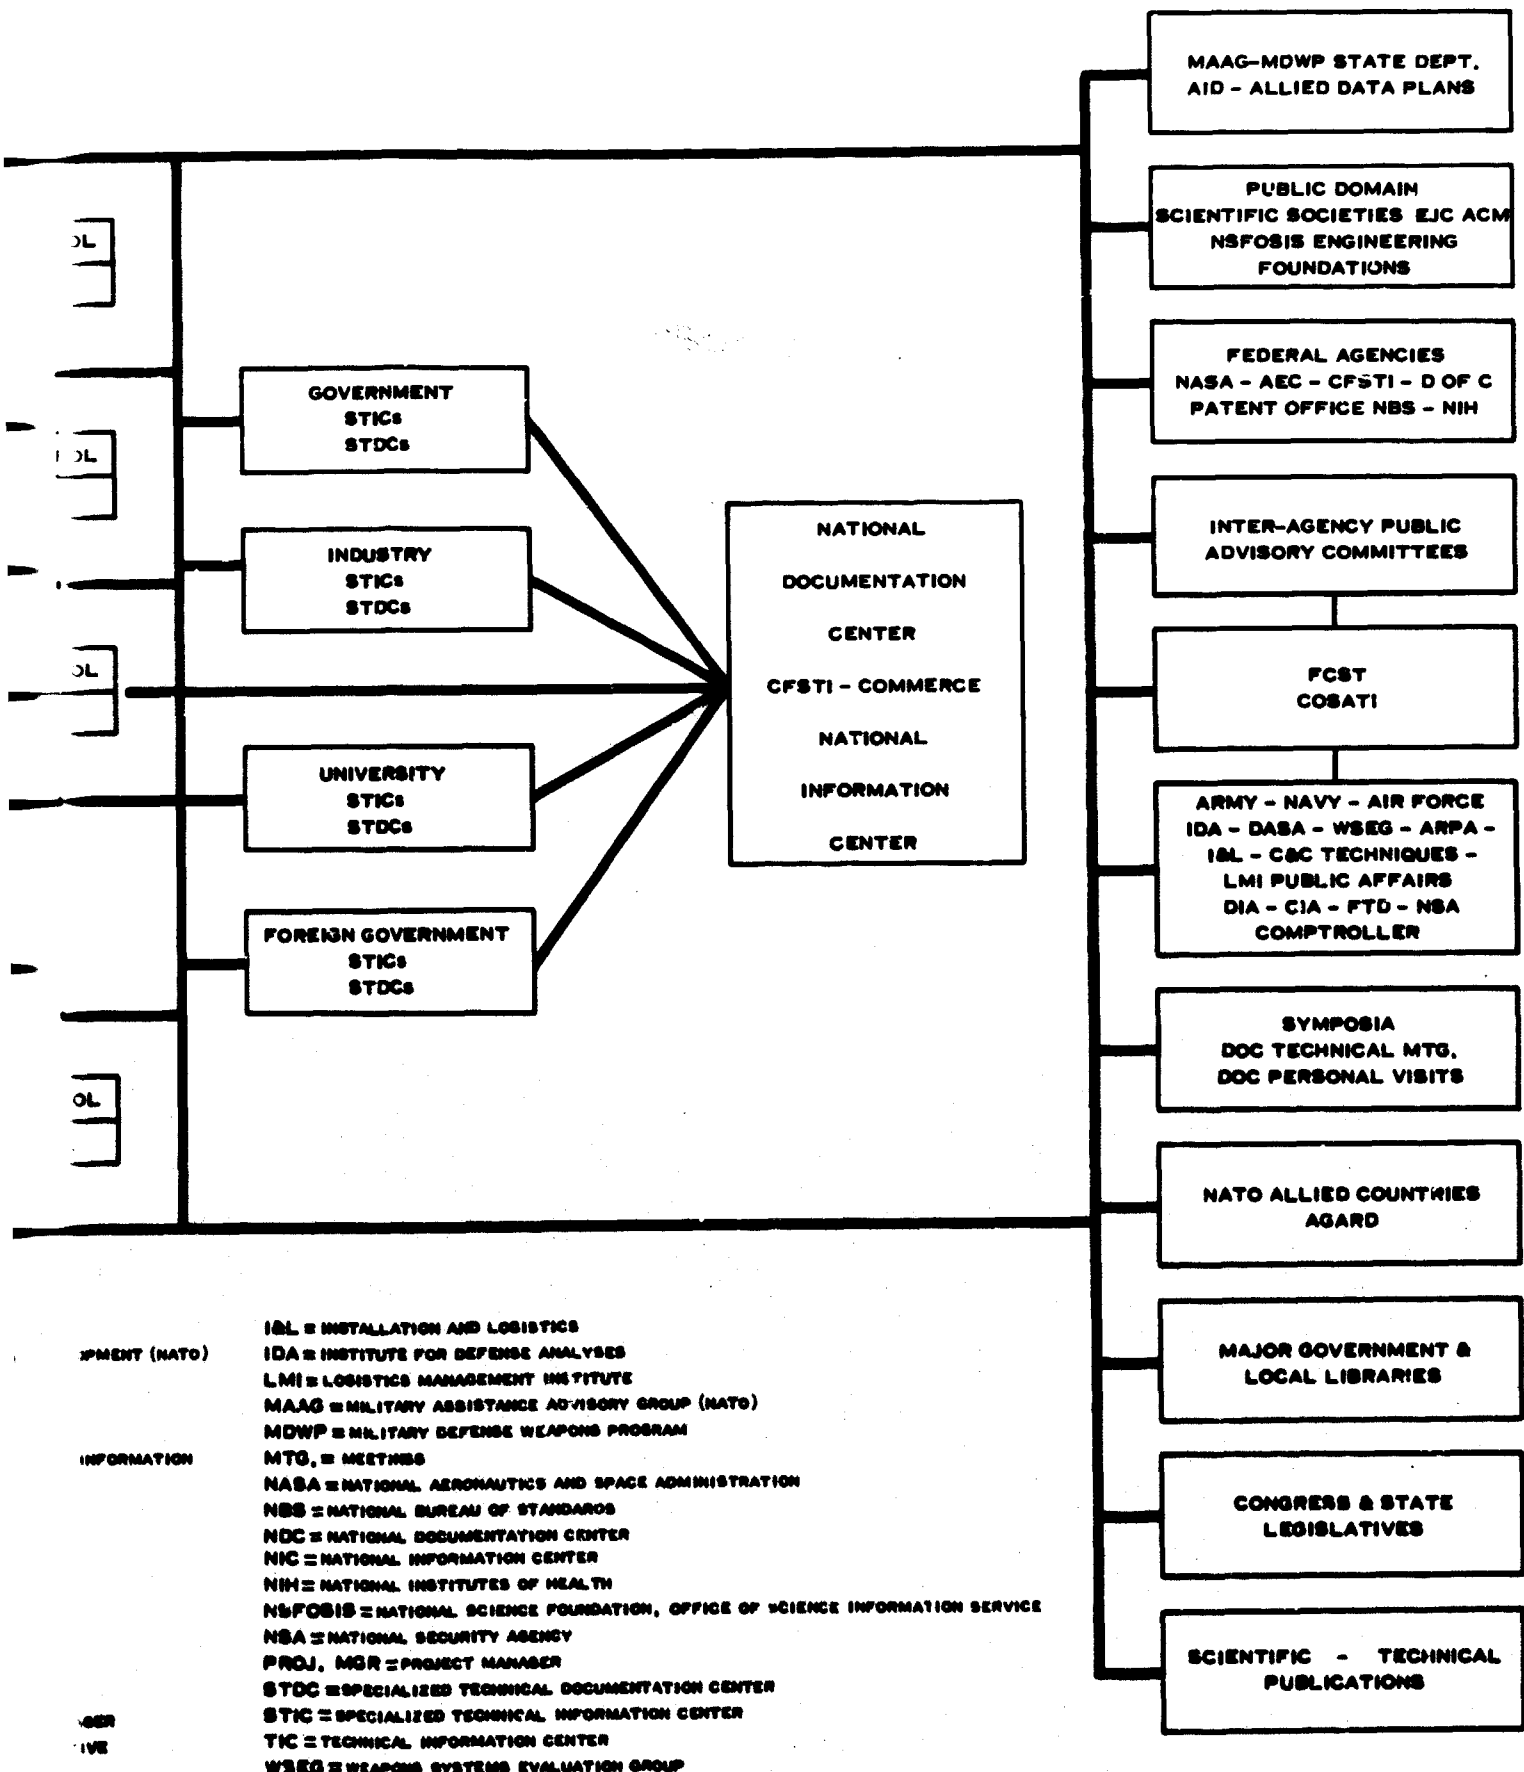 MAAG-MDWP STATE DEPT.
AID - ALLIED DATA PLANS
PUBLIC DOMAIN
SCIENTIFIC SOCIETIES EJC ACM
NSFOSIS ENGINEERING
FOUNDATIONS
FEDERAL AGENCIES
NASA - AEC - CFSTI - D OF C
PATENT OFFICE NBS - NIH
INTER-AGENCY PUBLIC
ADVISORY COMMITTEES
FCST
COSATI
ARMY - NAVY - AIR FORCE
IDA - DASA - WSEG - ARPA -
I&L - C&C TECHNIQUES -
LMI PUBLIC AFFAIRS
DIA - CIA - FTD - NSA
COMPTROLLER
SYMPOSIA
DOC TECHNICAL MTG.
DOC PERSONAL VISITS
NATO ALLIED COUNTRIES
AGARD
MAJOR GOVERNMENT &
LOCAL LIBRARIES
CONGRESS & STATE
LEGISLATIVES
SCIENTIFIC - TECHNICAL
PUBLICATIONS
OL
OL
OL
OL
GOVERNMENT
STICs
STDCs
INDUSTRY
STICs
STDCs
UNIVERSITY
STICs
STDCs
FOREIGN GOVERNMENT
STICs
STDCs
NATIONAL
DOCUMENTATION
CENTER
CFSTI - COMMERCE
NATIONAL
INFORMATION
CENTER
PMENT (NATO)
INFORMATION
GER
IVE
I&L = INSTALLATION AND LOGISTICS
IDA = INSTITUTE FOR DEFENSE ANALYSES
LMI = LOGISTICS MANAGEMENT INSTITUTE
MAAG = MILITARY ASSISTANCE ADVISORY GROUP (NATO)
MDWP = MILITARY DEFENSE WEAPONS PROGRAM
MTG. = MEETINGS
NASA = NATIONAL AERONAUTICS AND SPACE ADMINISTRATION
NBS = NATIONAL BUREAU OF STANDARDS
NDC = NATIONAL DOCUMENTATION CENTER
NIC = NATIONAL INFORMATION CENTER
NIH = NATIONAL INSTITUTES OF HEALTH
NSFOSIS = NATIONAL SCIENCE FOUNDATION, OFFICE OF SCIENCE INFORMATION SERVICE
NSA = NATIONAL SECURITY AGENCY
PROJ. MGR = PROJECT MANAGER
STDC = SPECIALIZED TECHNICAL DOCUMENTATION CENTER
STIC = SPECIALIZED TECHNICAL INFORMATION CENTER
TIC = TECHNICAL INFORMATION CENTER
WSEG = WEAPONS SYSTEMS EVALUATION GROUP